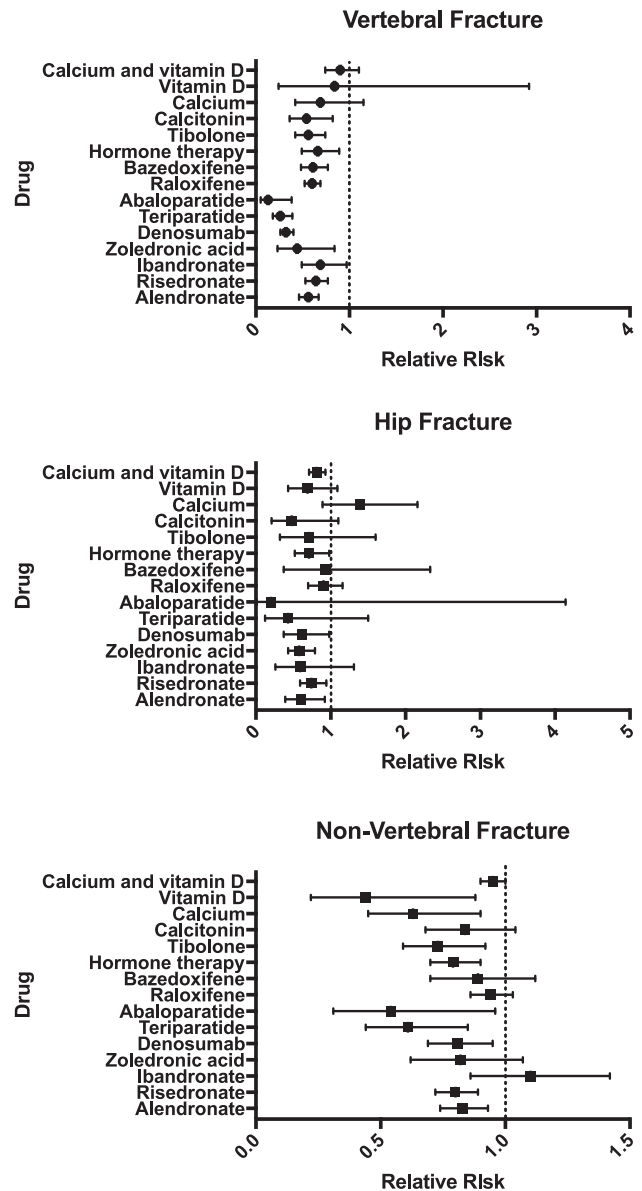 Vertebral Fracture
Drug
Calcium and vitamin D
Vitamin D
Calcium
Calcitonin
Tibolone
Hormone therapy
Bazedoxifene
Raloxifene
Abaloparatide
Teriparatide
Denosumab
Zoledronic acid
Ibandronate
Risedronate
Alendronate
0 1 2 3 4
Relative RIsk
Hip Fracture
Drug
Calcium and vitamin D
Vitamin D
Calcium
Calcitonin
Tibolone
Hormone therapy
Bazedoxifene
Raloxifene
Abaloparatide
Teriparatide
Denosumab
Zoledronic acid
Ibandronate
Risedronate
Alendronate
0 1 2 3 4 5
Relative RIsk
Non-Vertebral Fracture
Drug
Calcium and vitamin D
Vitamin D
Calcium
Calcitonin
Tibolone
Hormone therapy
Bazedoxifene
Raloxifene
Abaloparatide
Teriparatide
Denosumab
Zoledronic acid
Ibandronate
Risedronate
Alendronate
0.0 0.5 1.0 1.5
Relative RIsk